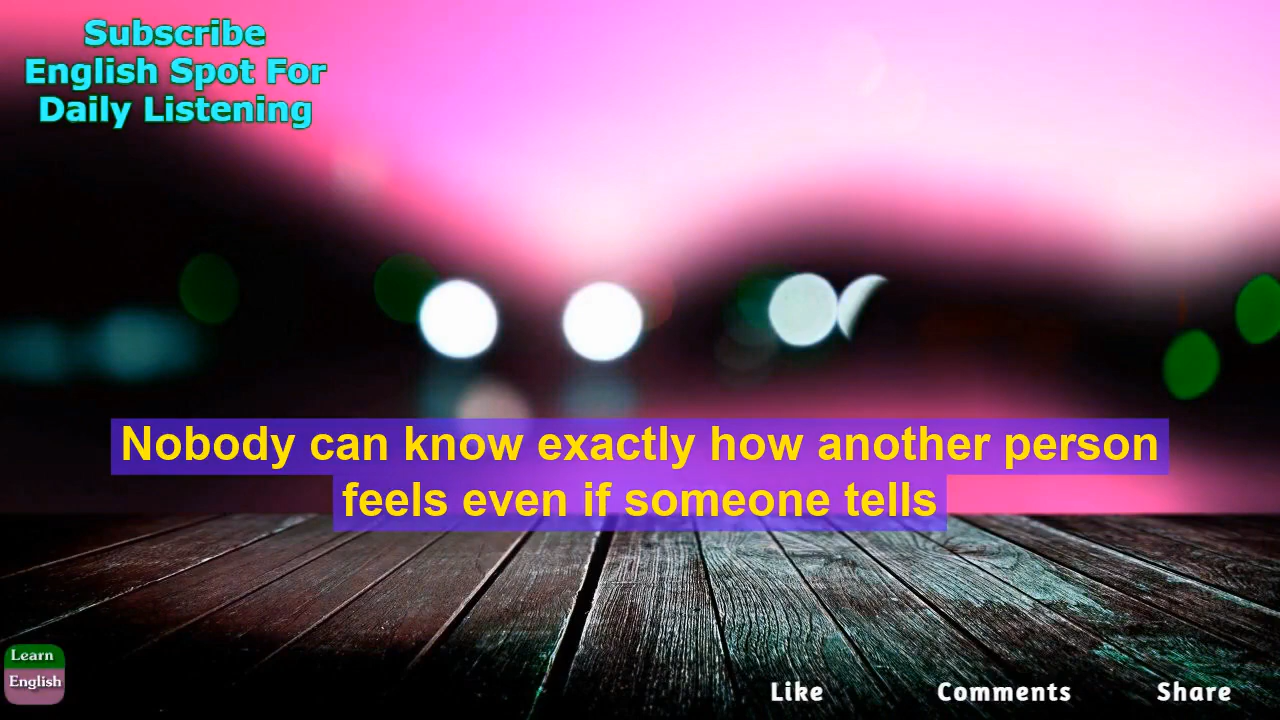 Subscribe
English Spot For
Daily Listening
Nobody can know exactly how another person
feels even if someone tells
Learn
English
Like
Comments
Share